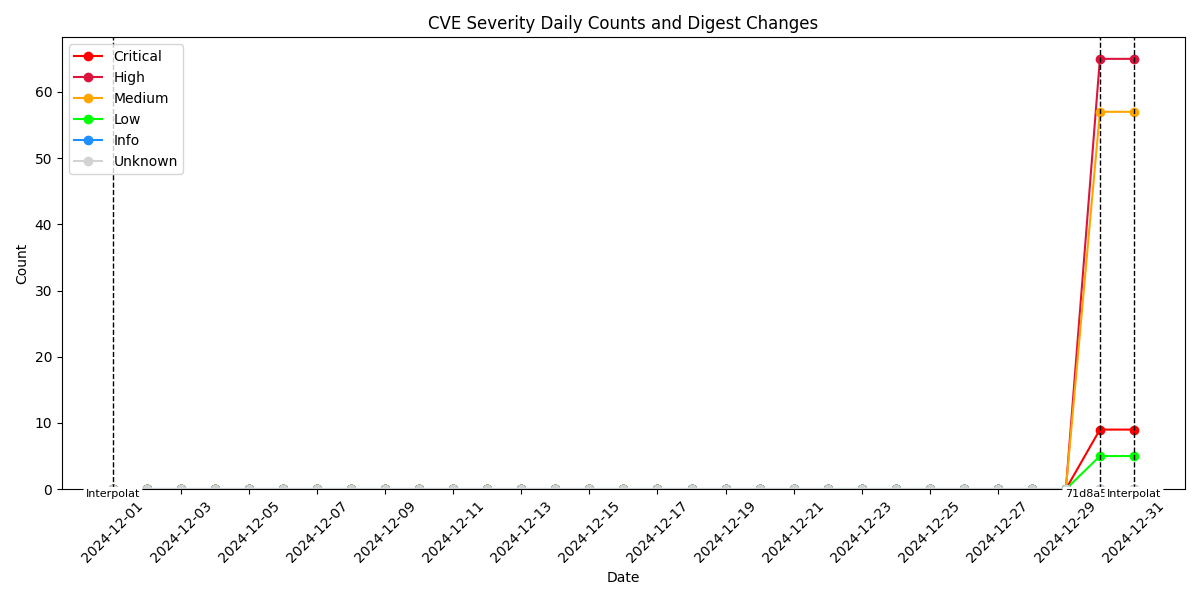 CVE Severity Daily Counts and Digest Changes
Critical
High
Medium
Low
Info
Unknown
Count
60
50
40
30
20
10
0
Interpolat
Interpolat
2024-12-01
2024-12-03
2024-12-05
2024-12-07
2024-12-09
2024-12-11
2024-12-13
2024-12-15
2024-12-17
2024-12-19
2024-12-21
2024-12-23
2024-12-25
2024-12-27
2024-12-29
2024-12-31
Date